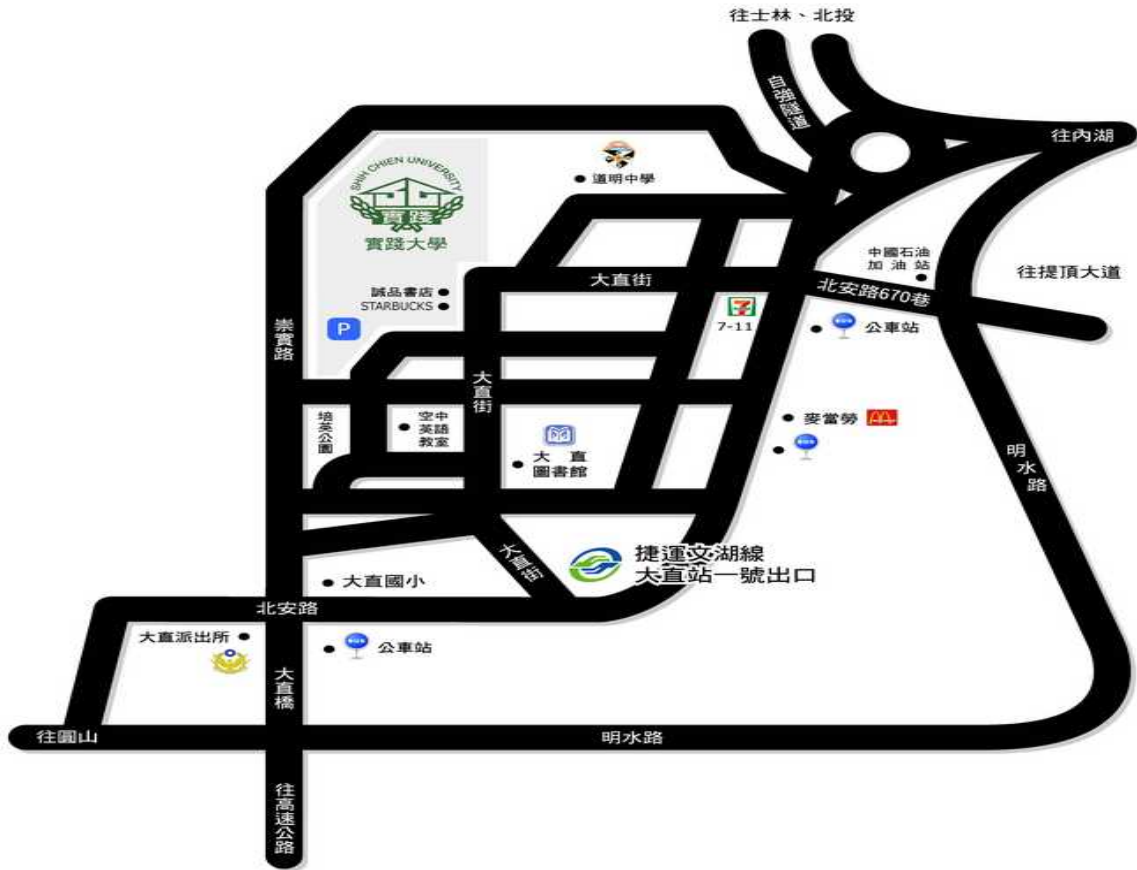 往士林、北投
自強隧道
往內湖
SHIH CHIEN UNIVERSITY
實踐
實踐大學
道明中學
中國石油
加油站
往提頂大道
大直街
北安路670巷
誠品書店
STARBUCKS
P
7
7-11
公車站
崇實路
大直街
培英公園
空中
英語
教室
大直
圖書館
麥當勞
明水路
大直街
捷運文湖線
大直站一號出口
大直國小
北安路
大直派出所
公車站
大直橋
往圓山
明水路
往高速公路